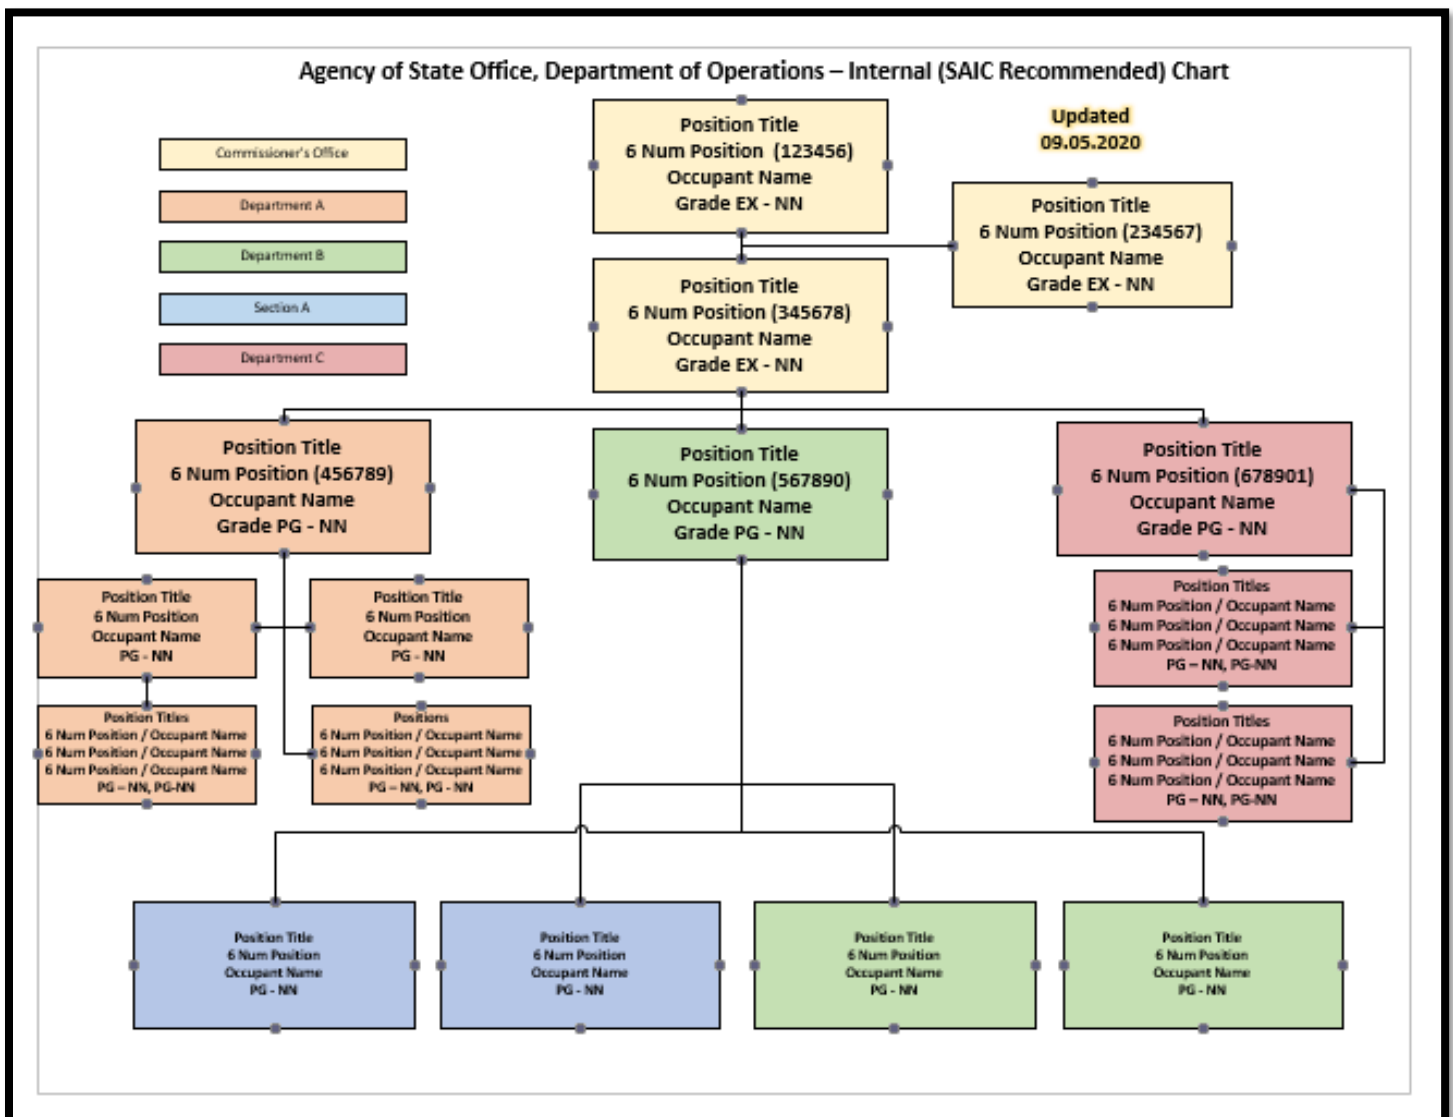 Agency of State Office, Department of Operations – Internal (SAIC Recommended) Chart
Updated
09.05.2020
Commissioner's Office
Department A
Department B
Section A
Department C
Position Title
6 Num Position (123456)
Occupant Name
Grade EX - NN
Position Title
6 Num Position (234567)
Occupant Name
Grade EX - NN
Position Title
6 Num Position (345678)
Occupant Name
Grade EX - NN
Position Title
6 Num Position (456789)
Occupant Name
Grade PG - NN
Position Title
6 Num Position (567890)
Occupant Name
Grade PG - NN
Position Title
6 Num Position (678901)
Occupant Name
Grade PG - NN
Position Title
6 Num Position
Occupant Name
PG - NN
Position Title
6 Num Position
Occupant Name
PG - NN
Position Titles
6 Num Position / Occupant Name
6 Num Position / Occupant Name
6 Num Position / Occupant Name
PG – NN, PG-NN
Position Titles
6 Num Position / Occupant Name
6 Num Position / Occupant Name
6 Num Position / Occupant Name
PG – NN, PG-NN
Positions
6 Num Position / Occupant Name
6 Num Position / Occupant Name
6 Num Position / Occupant Name
PG – NN, PG - NN
Position Titles
6 Num Position / Occupant Name
6 Num Position / Occupant Name
6 Num Position / Occupant Name
PG – NN, PG-NN
Position Title
6 Num Position
Occupant Name
PG - NN
Position Title
6 Num Position
Occupant Name
PG - NN
Position Title
6 Num Position
Occupant Name
PG - NN
Position Title
6 Num Position
Occupant Name
PG - NN